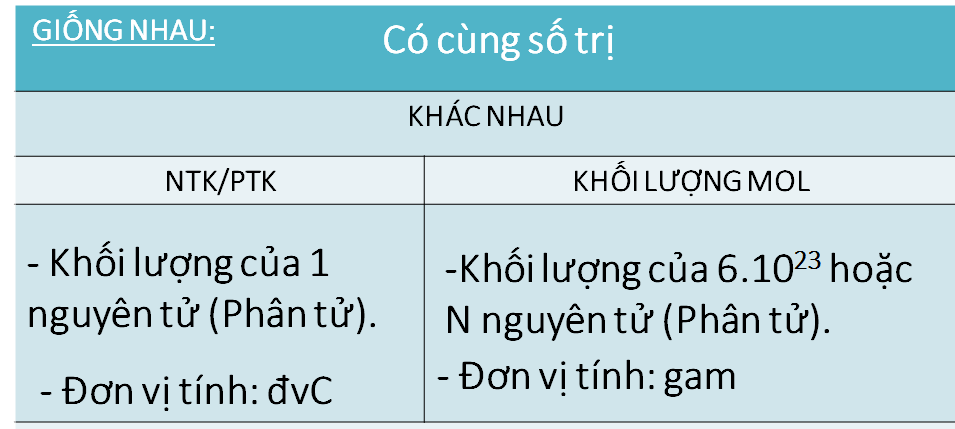 GIỐNG NHAU: Có cùng số trị
KHÁC NHAU
NTK/PTK
KHỐI LƯỢNG MOL
- Khối lượng của 1
nguyên tử (Phân tử).
- Đơn vị tính: đvC
-Khối lượng của 6.10²³ hoặc
N nguyên tử (Phân tử).
- Đơn vị tính: gam